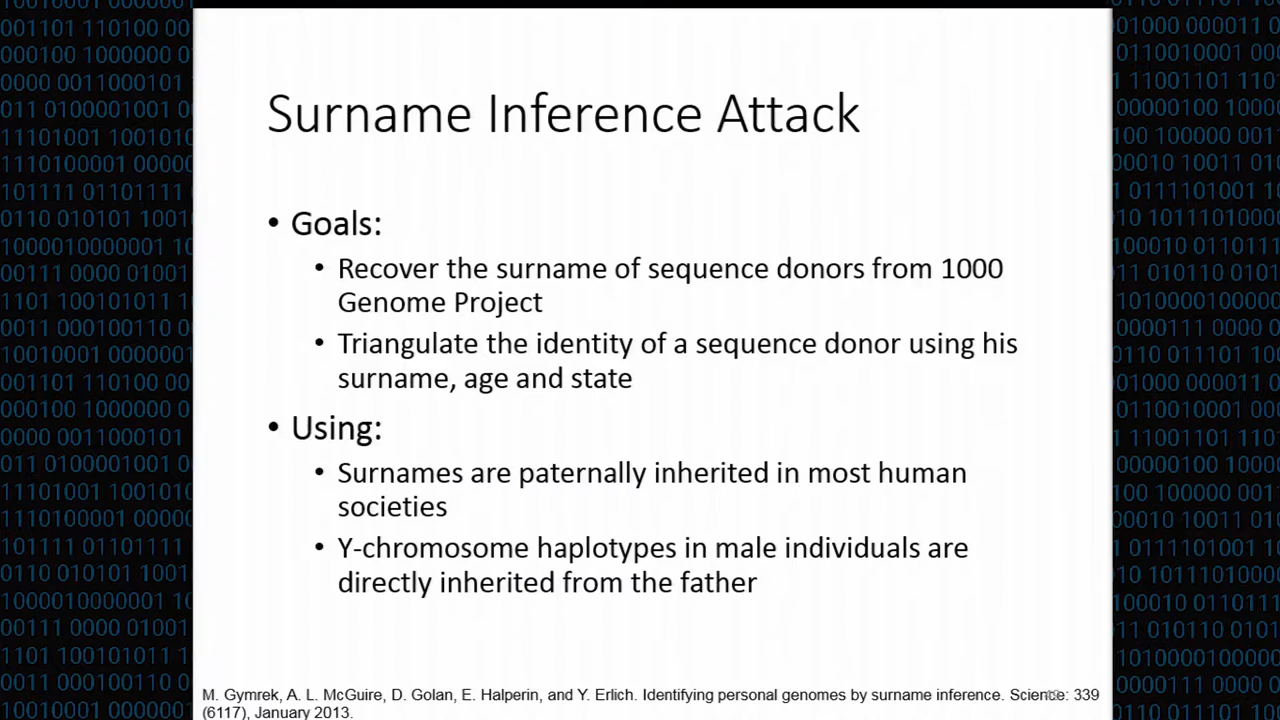 Surname Inference Attack
• Goals:
• Recover the surname of sequence donors from 1000
Genome Project
• Triangulate the identity of a sequence donor using his
surname, age and state
• Using:
• Surnames are paternally inherited in most human
societies
• Y-chromosome haplotypes in male individuals are
directly inherited from the father
M. Gymrek, A. L. McGuire, D. Golan, E. Halperin, and Y. Erlich. Identifying personal genomes by surname inference. Science: 339
(6117), January 2013.